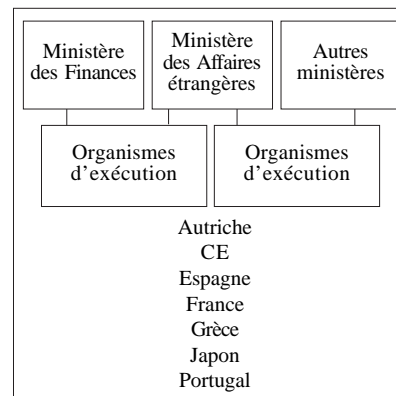 Ministère
des Finances
Ministère
des Affaires
étrangères
Autres
ministères
Organismes
d’exécution
Organismes
d’exécution
Autriche
CE
Espagne
France
Grèce
Japon
Portugal